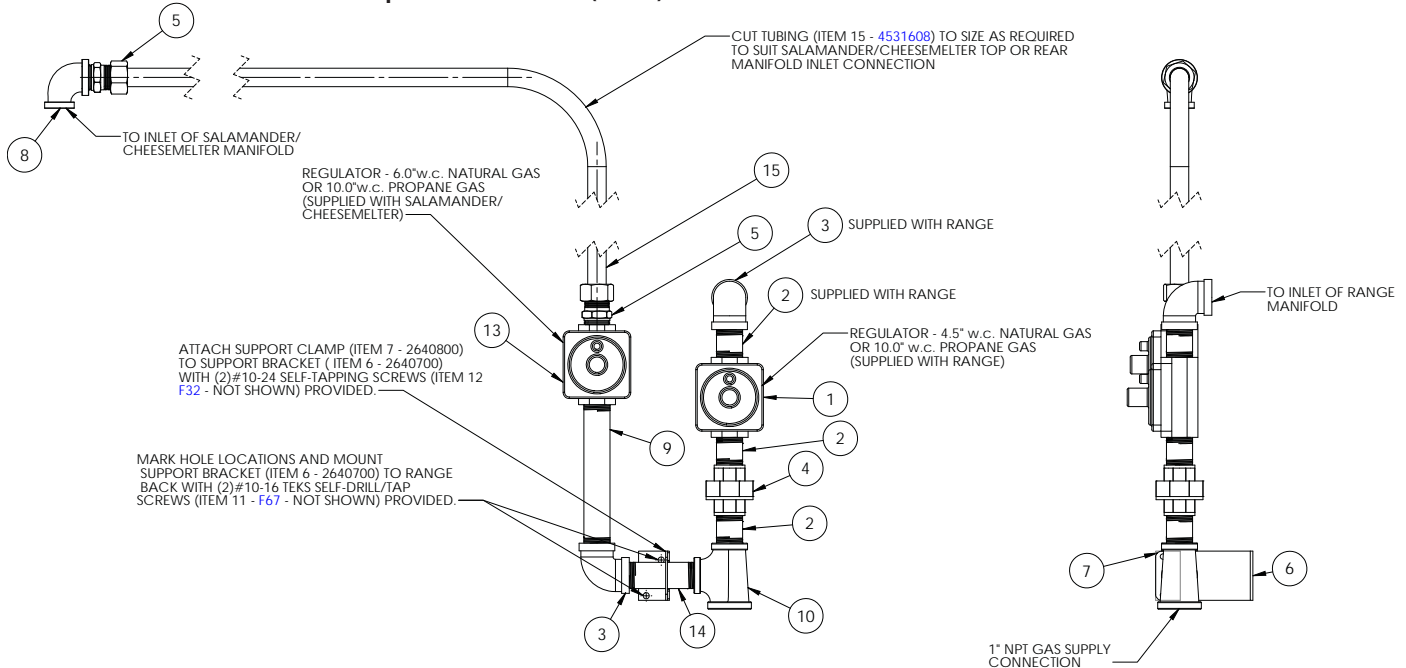 5
CUT TUBING (ITEM 15 - 4531608) TO SIZE AS REQUIRED
TO SUIT SALAMANDER/CHEESEMELTER TOP OR REAR
MANIFOLD INLET CONNECTION
8
TO INLET OF SALAMANDER/
CHEESEMELTER MANIFOLD
REGULATOR - 6.0"w.c. NATURAL GAS
OR 10.0"w.c. PROPANE GAS
(SUPPLIED WITH SALAMANDER/
CHEESEMELTER)
15
5
3
SUPPLIED WITH RANGE
2
SUPPLIED WITH RANGE
TO INLET OF RANGE
MANIFOLD
13
REGULATOR - 4.5" w.c. NATURAL GAS
OR 10.0" w.c. PROPANE GAS
(SUPPLIED WITH RANGE)
ATTACH SUPPORT CLAMP (ITEM 7 - 2640800)
TO SUPPORT BRACKET ( ITEM 6 - 2640700)
WITH (2)#10-24 SELF-TAPPING SCREWS (ITEM 12
F32 - NOT SHOWN) PROVIDED.
1
9
2
4
MARK HOLE LOCATIONS AND MOUNT
SUPPORT BRACKET (ITEM 6 - 2640700) TO RANGE
BACK WITH (2)#10-16 TEKS SELF-DRILL/TAP
SCREWS (ITEM 11 - F67 - NOT SHOWN) PROVIDED.
2
7
6
3
14
10
1" NPT GAS SUPPLY
CONNECTION